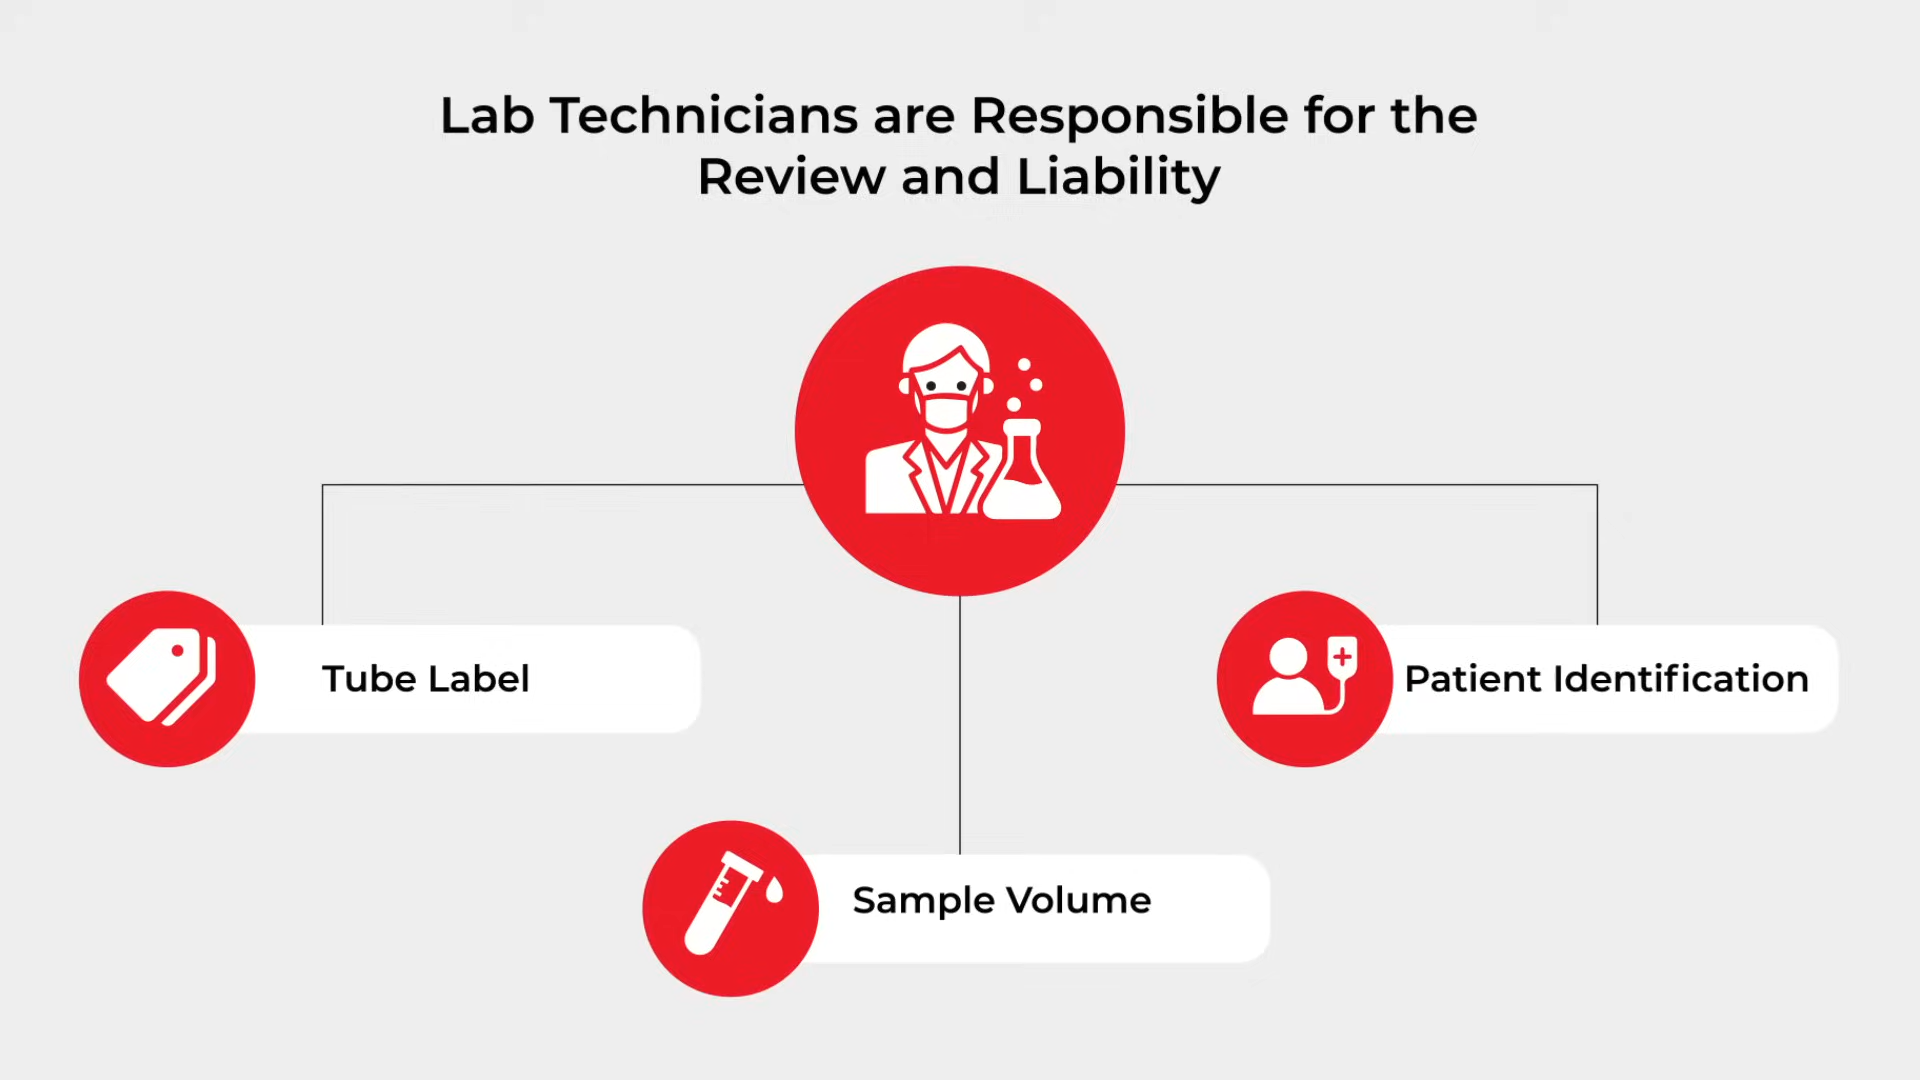 Lab Technicians are Responsible for the
Review and Liability
Tube Label
Patient Identification
Sample Volume